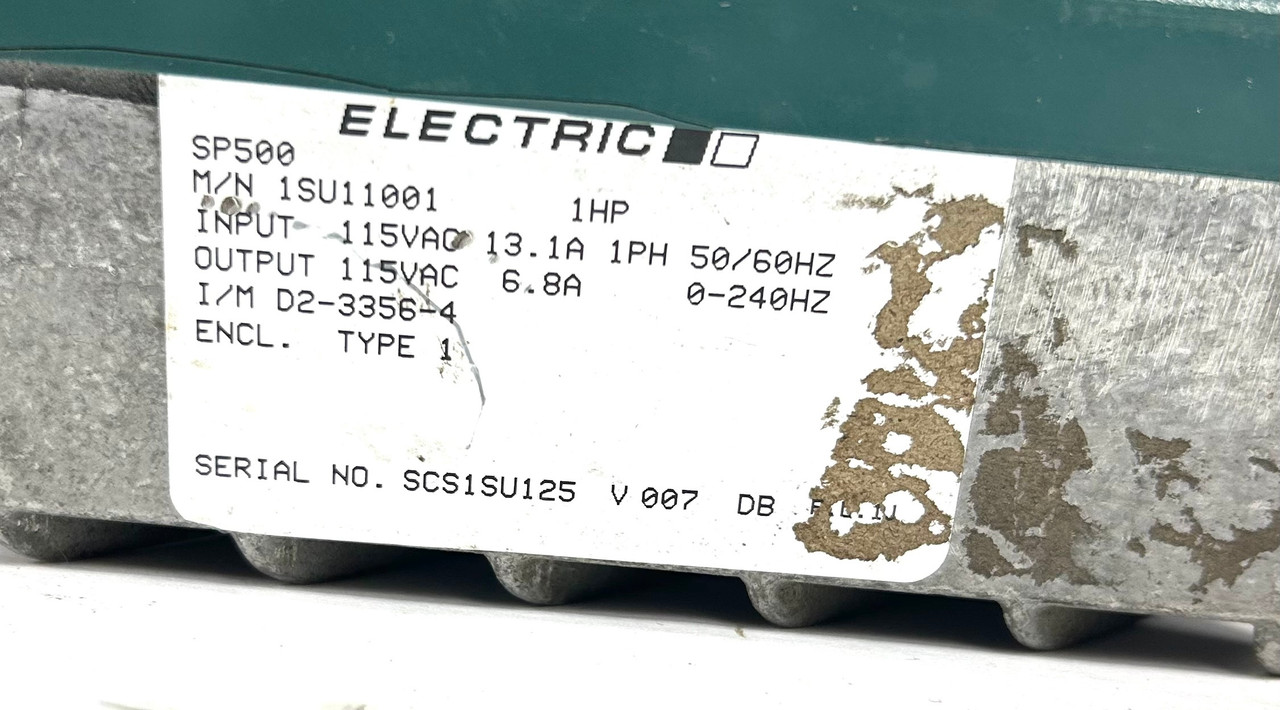 ELECTRIC
SP500
M/N 1SU11001 1HP
INPUT 115VAC 13.1A 1PH 50/60HZ
OUTPUT 115VAC 6.8A 0-240HZ
I/M D2-3356-4
ENCL. TYPE 1
SERIAL NO. SCS1SU125 V007 DB